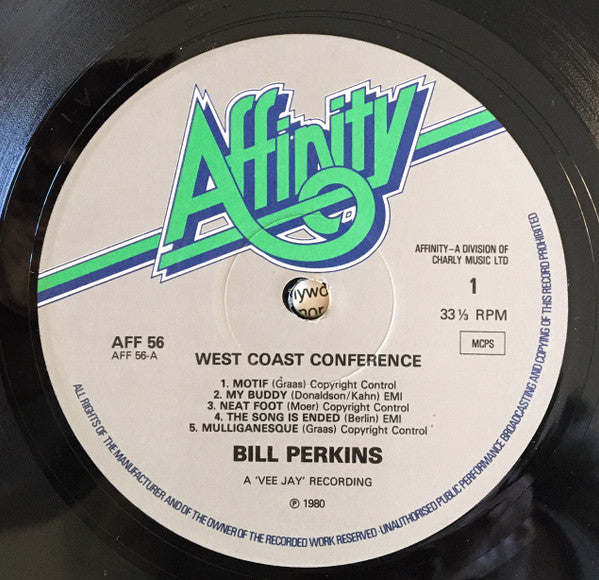 Affinity
AFFINITY–A DIVISION OF
CHARLY MUSIC LTD
1
33⅓ RPM
MCPS
AFF 56
AFF 56-A
WEST COAST CONFERENCE
1. MOTIF (Graas) Copyright Control
2. MY BUDDY (Donaldson/Kahn) EMI
3. NEAT FOOT (Moer) Copyright Control
4. THE SONG IS ENDED (Berlin) EMI
5. MULLIGANESQUE (Graas) Copyright Control
BILL PERKINS
A 'VEE JAY' RECORDING
℗ 1980
ALL RIGHTS OF THE MANUFACTURER AND OF THE OWNER OF THE RECORDED WORK RESERVED·UNAUTHORISED PUBLIC PERFORMANCE BROADCASTING AND COPYING OF THIS RECORD PROHIBITED